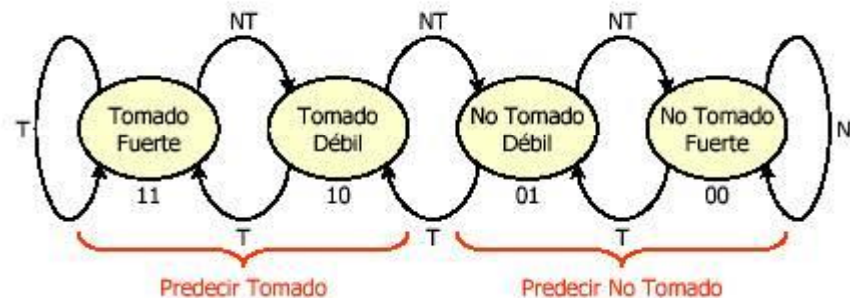 NT NT NT
T Tomado Fuerte Tomado Débil No Tomado Débil No Tomado Fuerte N
11 10 01 00
T T T
Predecir Tomado Predecir No Tomado